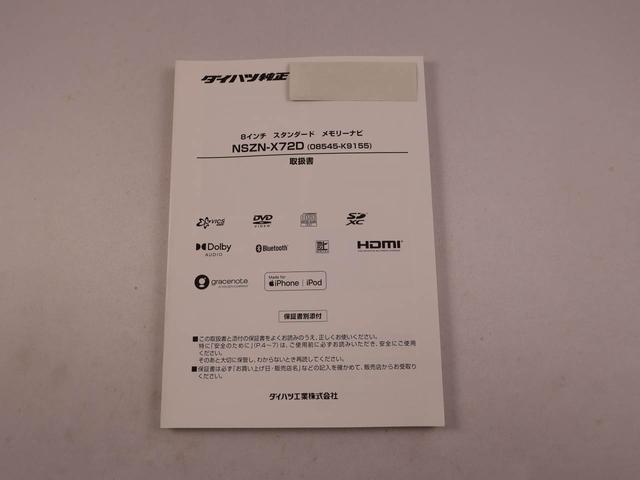 ダイハツ純正
8インチ スタンダード メモリーナビ
NSZN-X72D (08545-K9155)
取扱書
VICS
DVD VIDEO
SD XC
Dolby AUDIO
Bluetooth
HDMI
gracenote
Made for iPhone | iPod
保証書別添付
■この取扱書と添付の保証書をよくお読みのうえ、正しくお使いください。
特に「安全のために」(P.4〜7)は、ご使用前に必ずお読みいただき、安全にご使用
ください。
そのあと大切に保管し、わからないとき再読してください。
■保証書は必ず「お買い上げ日・販売店名」などの記入を確かめて、販売店からお受取り
ください。
ダイハツ工業株式会社